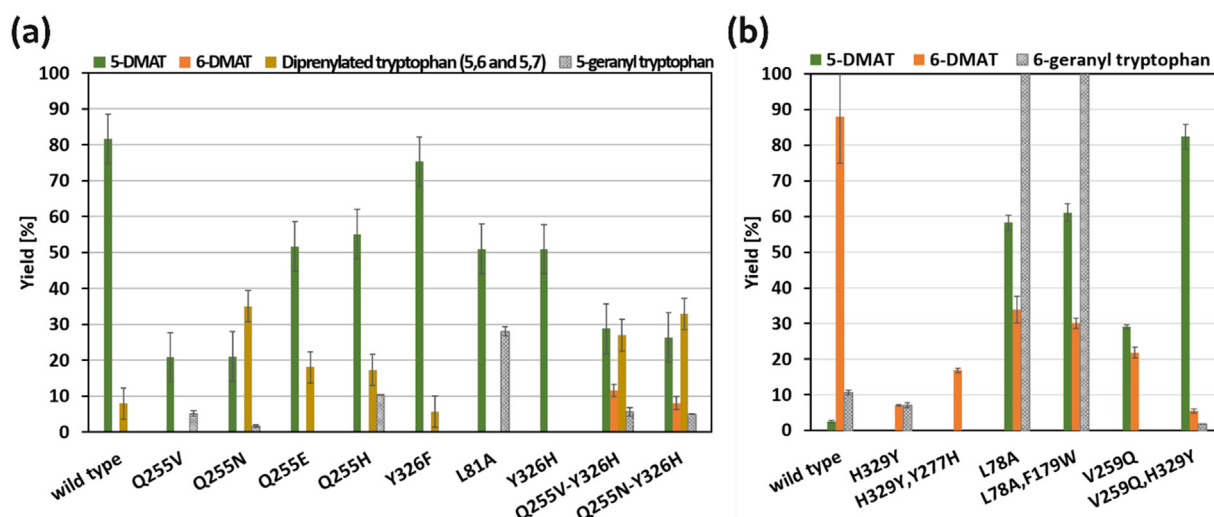 (a)
5-DMAT 6-DMAT Diprenylated tryptophan (5,6 and 5,7) 5-geranyl tryptophan
100
90
80
70
60
50
40
30
20
10
0
Yield [%]
wild type
Q255V
Q255N
Q255E
Q255H
Y326F
L81A
Y326H
Q255V-Y326H
Q255N-Y326H
(b)
5-DMAT 6-DMAT 6-geranyl tryptophan
100
90
80
70
60
50
40
30
20
10
0
Yield [%]
wild type
H329Y
H329Y,Y277H
L78A
L78A,F179W
V259Q
V259Q,H329Y